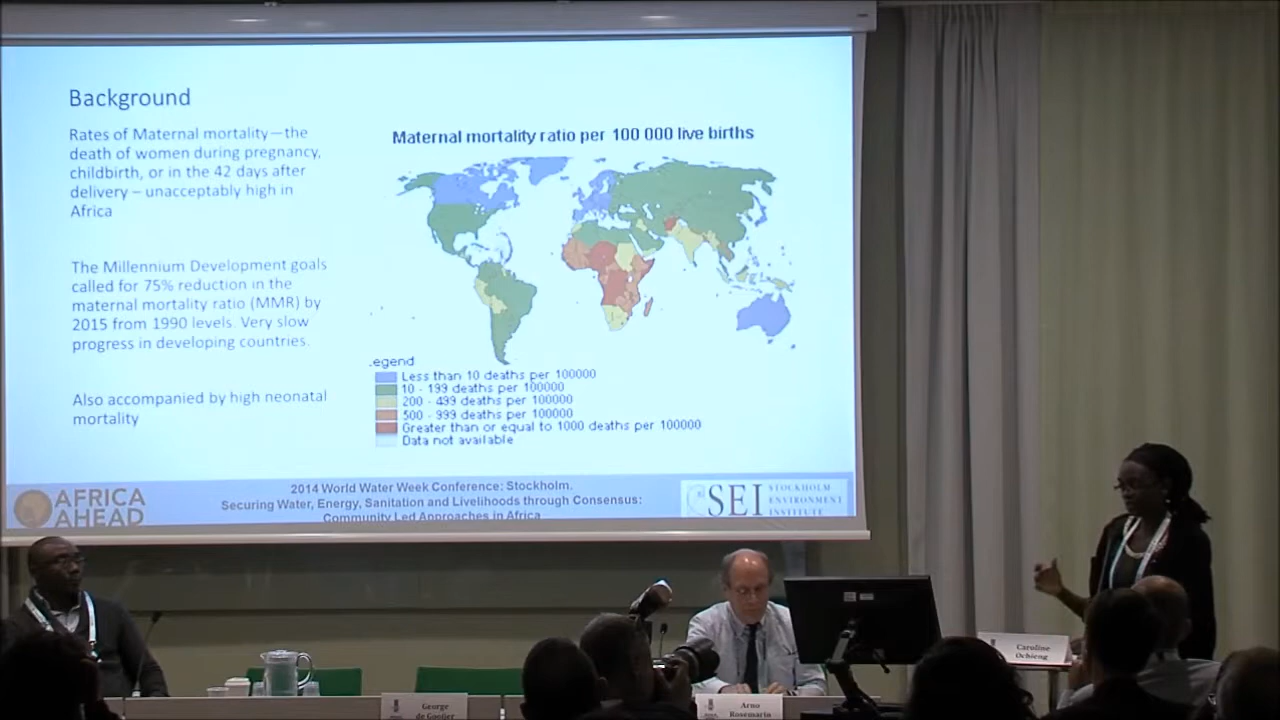 Background
Rates of Maternal mortality—the
death of women during pregnancy,
childbirth, or in the 42 days after
delivery – unacceptably high in
Africa
The Millennium Development goals
called for 75% reduction in the
maternal mortality ratio (MMR) by
2015 from 1990 levels. Very slow
progress in developing countries.
Also accompanied by high neonatal
mortality
Maternal mortality ratio per 100 000 live births
egend
Less than 10 deaths per 100000
10 - 199 deaths per 100000
200 - 499 deaths per 100000
500 - 999 deaths per 100000
Greater than or equal to 1000 deaths per 100000
Data not available
AFRICA
AHEAD
2014 World Water Week Conference: Stockholm.
Securing Water, Energy, Sanitation and Livelihoods through Consensus:
Community Led Approaches in Africa
SEI
STOCKHOLM
ENVIRONMENT
INSTITUTE
George
de Gooijer
Arno
Rosemarin
Caroline
Ochieng